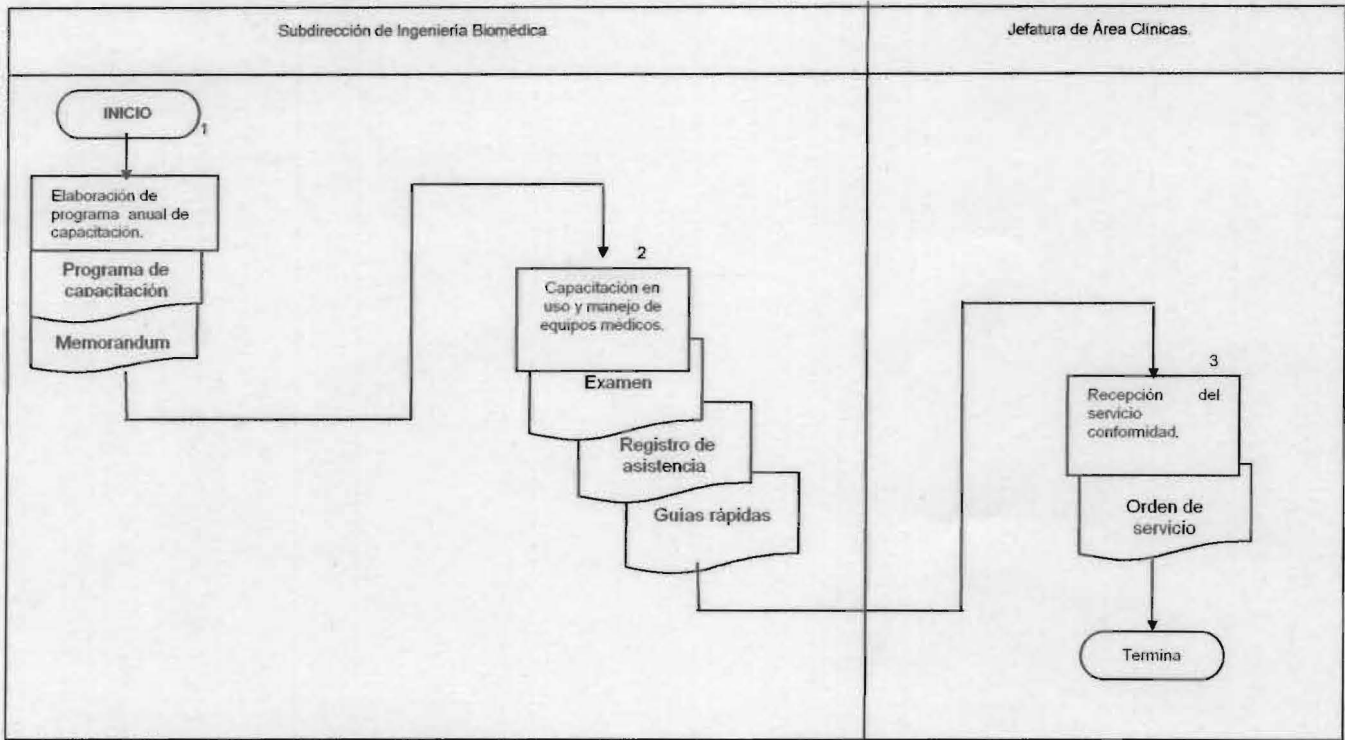 Subdirección de Ingeniería Biomédica
Jefatura de Área Clínicas.
INICIO
1
Elaboración de
programa anual de
capacitación.
Programa de
capacitación
Memorandum
2
Capacitación en
uso y manejo de
equipos médicos.
Examen
Registro de
asistencia
Guías rápidas
3
Recepción del
servicio
conformidad.
Orden de
servicio
Termina